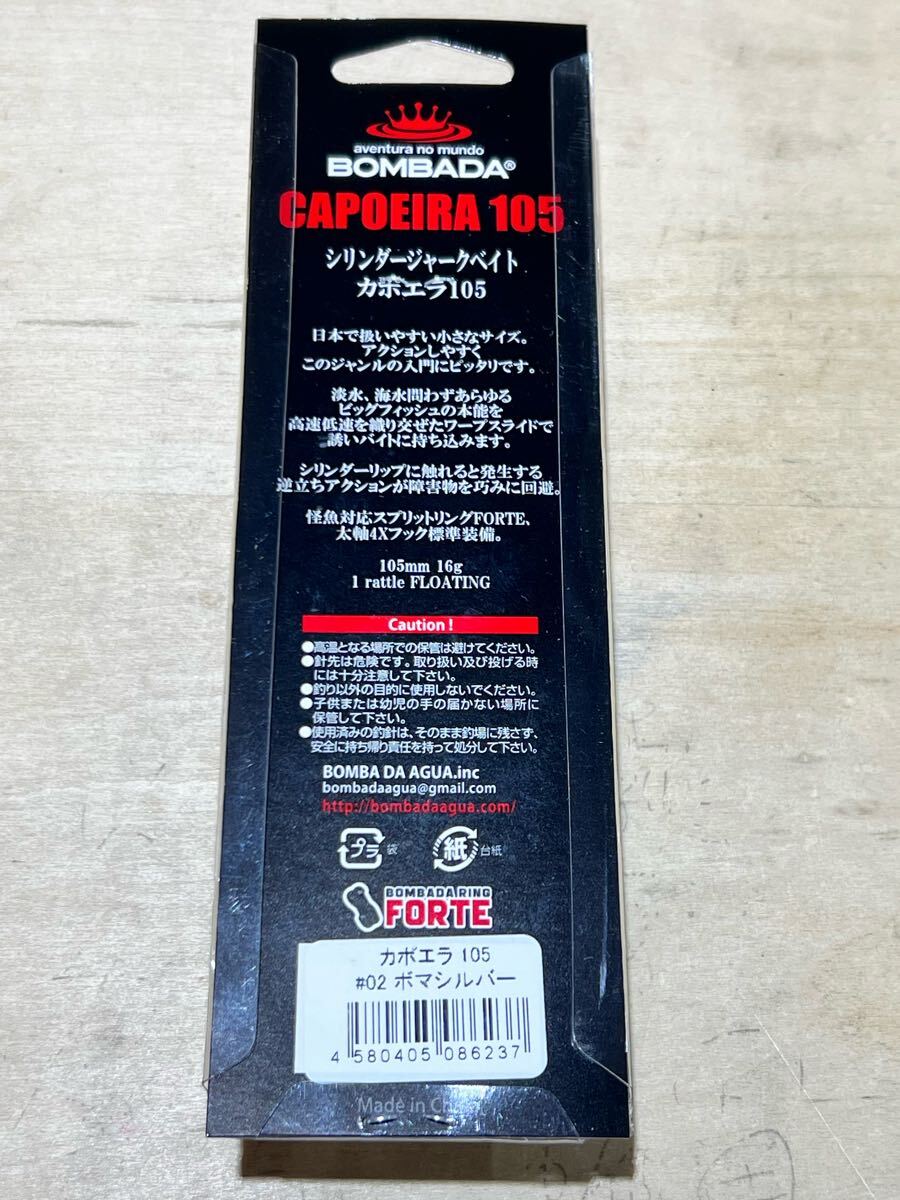 aventura no mundo
BOMBADA®
CAPOEIRA 105
シリンダージャークベイト
カポエラ105
日本で扱いやすい小さなサイズ。
アクションしやすく
このジャンルの入門にピッタリです。
淡水、海水問わずあらゆる
ビッグフィッシュの本能を
高速低速を織り交ぜたワープスライドで
誘いバイトに持ち込みます。
シリンダーリップに触れると発生する
逆立ちアクションが障害物を巧みに回避。
怪魚対応スプリットリングFORTE、
太軸4Xフック標準装備。
105mm 16g
1 rattle FLOATING
Caution !
●高温となる場所での保管は避けてください。
●針先は危険です。取り扱い及び投げる時
には十分注意して下さい。
●釣り以外の目的に使用しないでください。
●子供または幼児の手の届かない場所に
保管して下さい。
●使用済みの釣針は、そのまま釣場に残さず、
安全に持ち帰り責任を持って処分して下さい。
BOMBA DA AGUA.inc
bombadaagua@gmail.com
http://bombadaagua.com/
プラ 袋 紙 台紙
BOMBADA RING
FORTE
カポエラ 105
#02 ボマシルバー
4 580405 086237
Made in